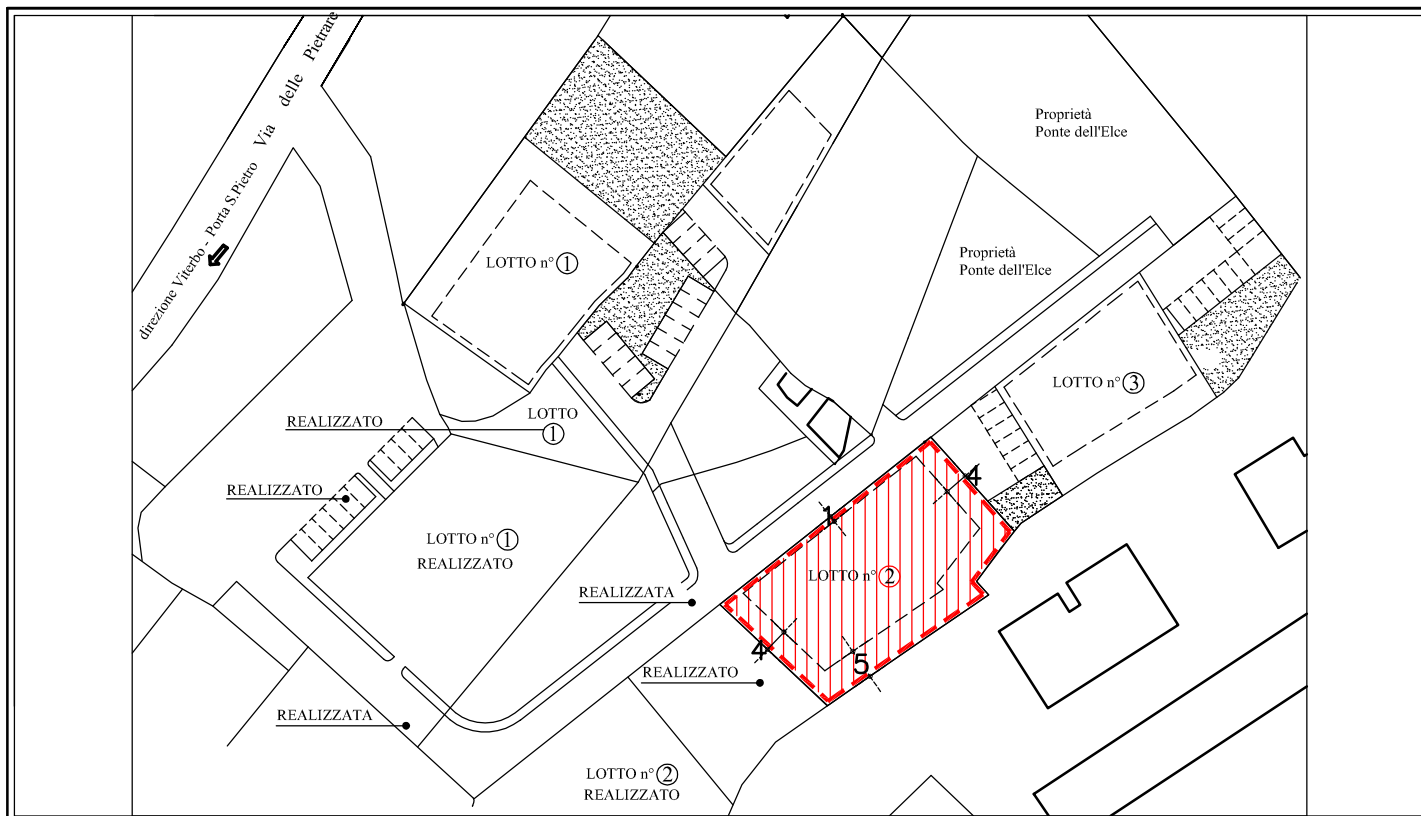 direzione Viterbo - Porta S.Pietro Via delle Pietrare
Proprietà
Ponte dell'Elce
Proprietà
Ponte dell'Elce
LOTTO n° 1
LOTTO n° 3
REALIZZATO
LOTTO
1
REALIZZATO
4
1
LOTTO n° 1
REALIZZATO
LOTTO n° 2
REALIZZATA
4
5
REALIZZATO
REALIZZATA
LOTTO n° 2
REALIZZATO